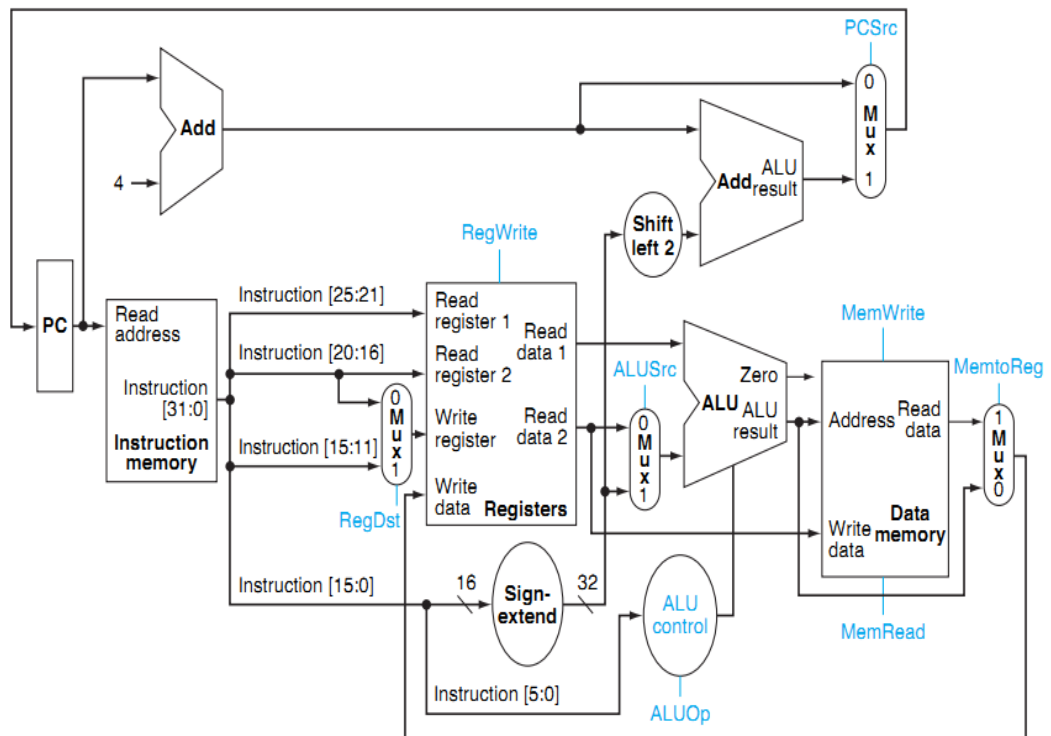 PCSrc
0
M
u
x
1
Add
ALU
Add result
4
Shift
left 2
RegWrite
PC
Read
address
Instruction
[31:0]
Instruction
memory
Instruction [25:21]
Instruction [20:16]
Instruction [15:11]
0
M
u
x
1
RegDst
Read
register 1
Read
register 2
Write
register
Write
data
Read
data 1
Read
data 2
Registers
ALUSrc
0
M
u
x
1
Zero
ALU
ALU
result
MemWrite
Address
Read
data
Write
data
Data
memory
MemRead
MemtoReg
1
M
u
x
0
Instruction [15:0]
16
Sign-
extend
32
ALU
control
Instruction [5:0]
ALUOp